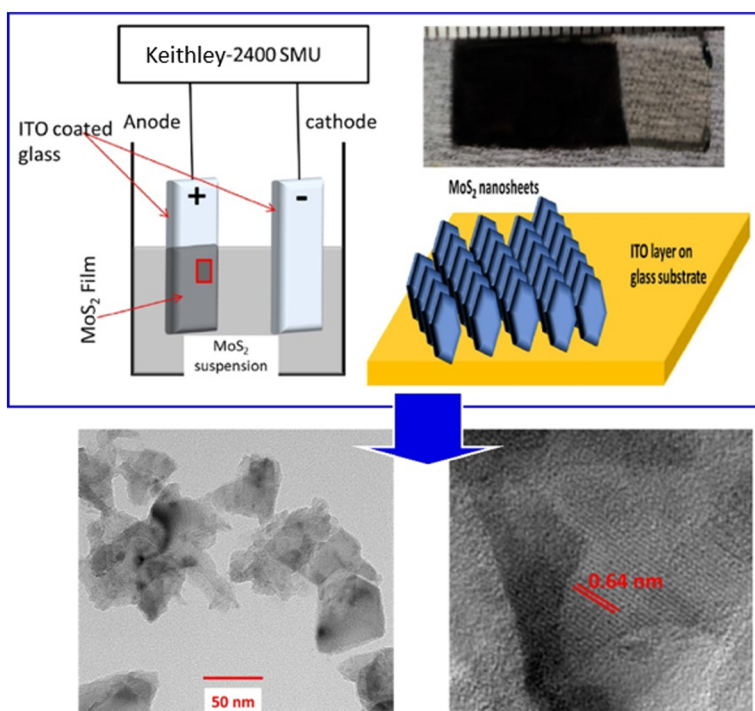 Keithley-2400 SMU
ITO coated
glass
Anode
cathode
+
-
MoS₂ Film
MoS₂
suspension
MoS₂ nanosheets
ITO layer on
glass substrate
50 nm
0.64 nm